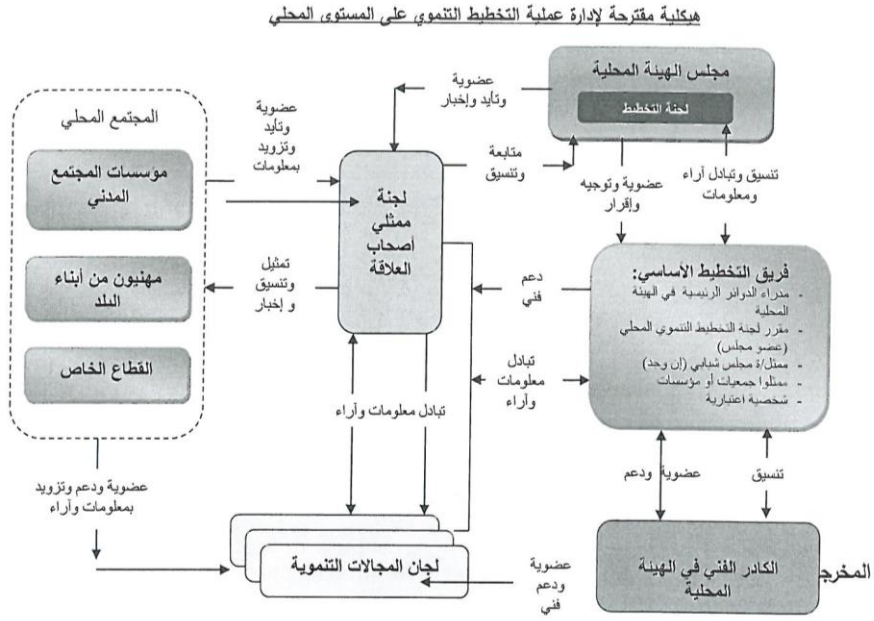 هيكلية مقترحة لإدارة عملية التخطيط التنموي على المستوى المحلي
مجلس الهيئة المحلية
لجنة التخطيط
عضوية
وتأيد وإخبار
المجتمع المحلي
عضوية
وتأيد
وتزويد
بمعلومات
مؤسسات المجتمع
المدني
متابعة
وتنسيق
عضوية وتوجيه
وإقرار
تنسيق وتبادل آراء
ومعلومات
لجنة
ممثلي
أصحاب
العلاقة
مهنيون من أبناء
البلد
تمثيل
وتنسيق
و إخبار
دعم
فني
فريق التخطيط الأساسي:
- مدراء الدوائر الرئيسية في الهيئة
المحلية
- مقرر لجنة التخطيط التنموي المحلي
(عضو مجلس)
- ممثل/ة مجلس شبابي (إن وجد)
- ممثلوا جمعيات أو مؤسسات
- شخصية اعتبارية
القطاع الخاص
تبادل
معلومات
وآراء
تبادل معلومات وآراء
عضوية ودعم وتزويد
بمعلومات وآراء
عضوية ودعم
تنسيق
لجان المجالات التنموية
عضوية
ودعم
فني
الكادر الفني في الهيئة
المحلية
المخرج